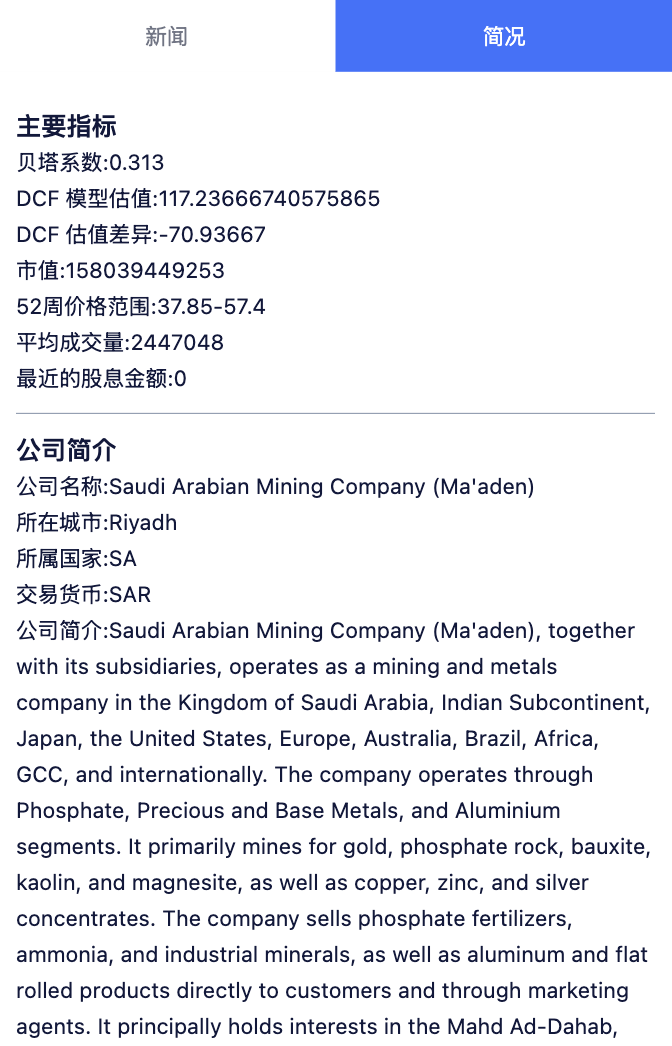 新闻
简况
主要指标
贝塔系数:0.313
DCF 模型估值:117.23666740575865
DCF 估值差异:-70.93667
市值:158039449253
52周价格范围:37.85-57.4
平均成交量:2447048
最近的股息金额:0
公司简介
公司名称:Saudi Arabian Mining Company (Ma'aden)
所在城市:Riyadh
所属国家:SA
交易货币:SAR
公司简介:Saudi Arabian Mining Company (Ma'aden), together
with its subsidiaries, operates as a mining and metals
company in the Kingdom of Saudi Arabia, Indian Subcontinent,
Japan, the United States, Europe, Australia, Brazil, Africa,
GCC, and internationally. The company operates through
Phosphate, Precious and Base Metals, and Aluminium
segments. It primarily mines for gold, phosphate rock, bauxite,
kaolin, and magnesite, as well as copper, zinc, and silver
concentrates. The company sells phosphate fertilizers,
ammonia, and industrial minerals, as well as aluminum and flat
rolled products directly to customers and through marketing
agents. It principally holds interests in the Mahd Ad-Dahab,